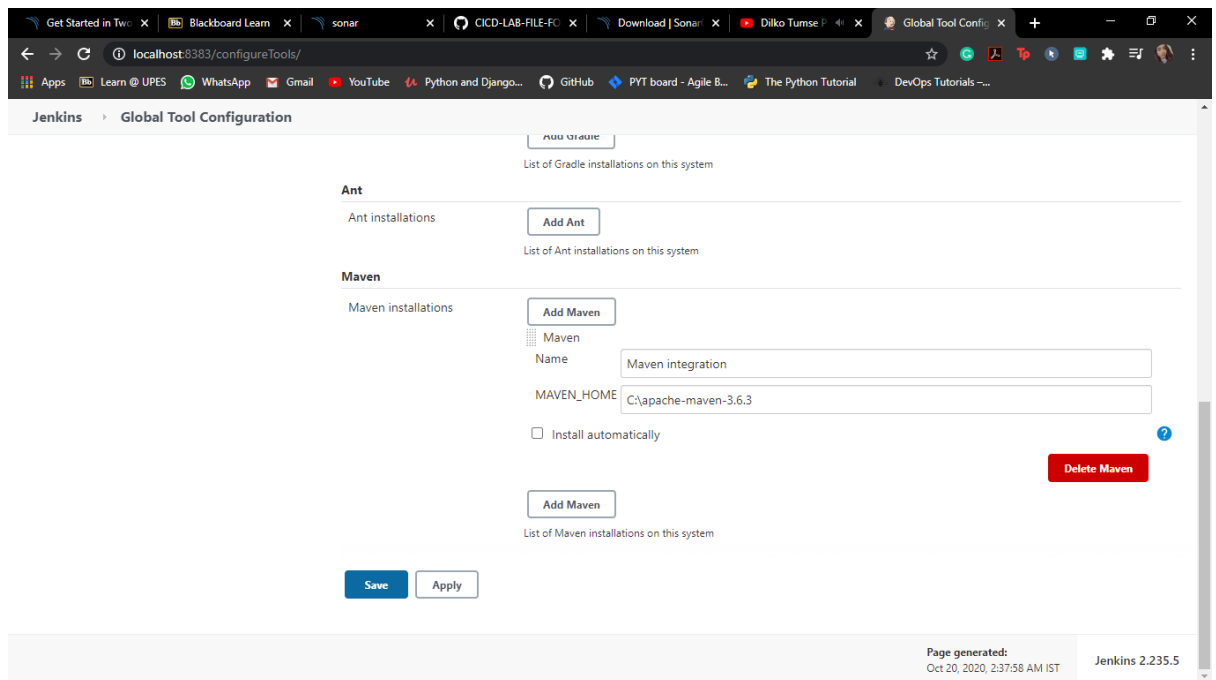 Get Started in Two
Bb Blackboard Learn
sonar
CICD-LAB-FILE-FO
Download | Sonar
Dilko Tumse P
Global Tool Config
localhost:8383/configureTools/
Apps
Bb Learn @ UPES
WhatsApp
Gmail
YouTube
Python and Django...
GitHub
PYT board - Agile B...
The Python Tutorial
DevOps Tutorials –...
Jenkins
Global Tool Configuration
Add Gradle
List of Gradle installations on this system
Ant
Ant installations
Add Ant
List of Ant installations on this system
Maven
Maven installations
Add Maven
Maven
Name
Maven integration
MAVEN_HOME
C:\apache-maven-3.6.3
Install automatically
?
Delete Maven
Add Maven
List of Maven installations on this system
Save
Apply
Page generated:
Oct 20, 2020, 2:37:58 AM IST
Jenkins 2.235.5